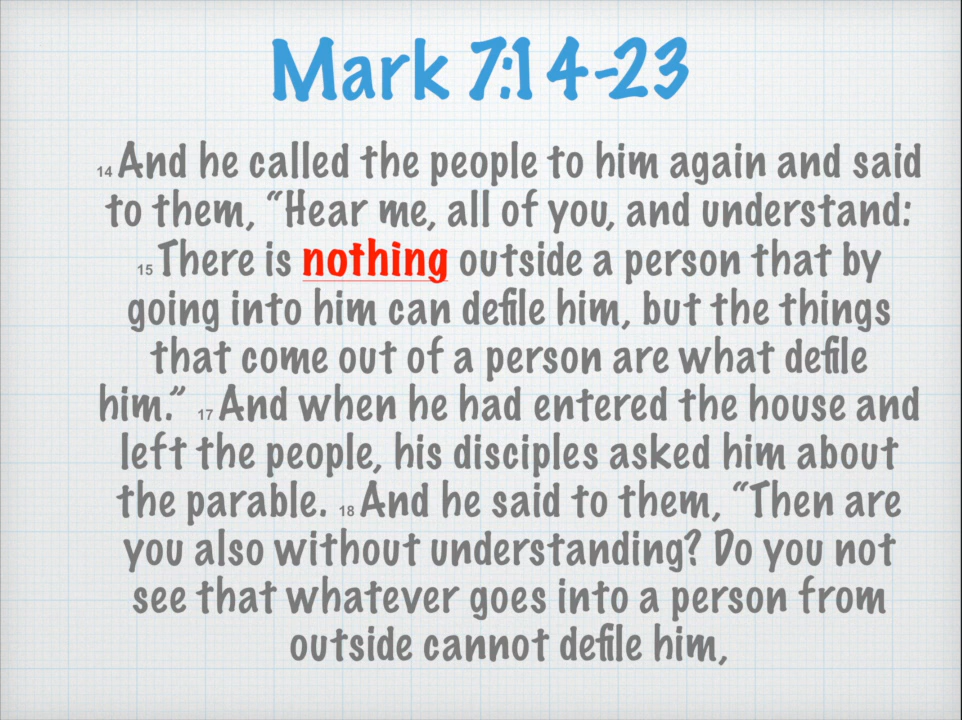 Mark 7:14-23
14 And he called the people to him again and said
to them, “Hear me, all of you, and understand:
15 There is nothing outside a person that by
going into him can defile him, but the things
that come out of a person are what defile
him.” 17 And when he had entered the house and
left the people, his disciples asked him about
the parable. 18 And he said to them, “Then are
you also without understanding? Do you not
see that whatever goes into a person from
outside cannot defile him,